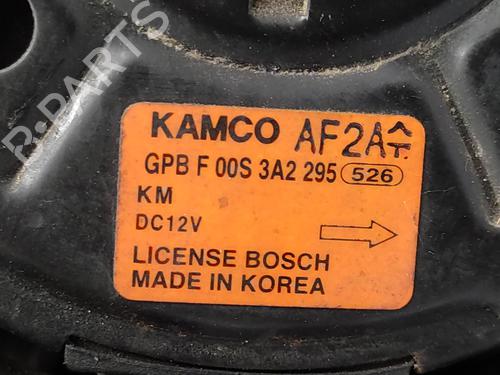 B-PARTS
KAMCO AF2A
GPB F 00S 3A2 295 526
KM
DC12V
LICENSE BOSCH
MADE IN KOREA